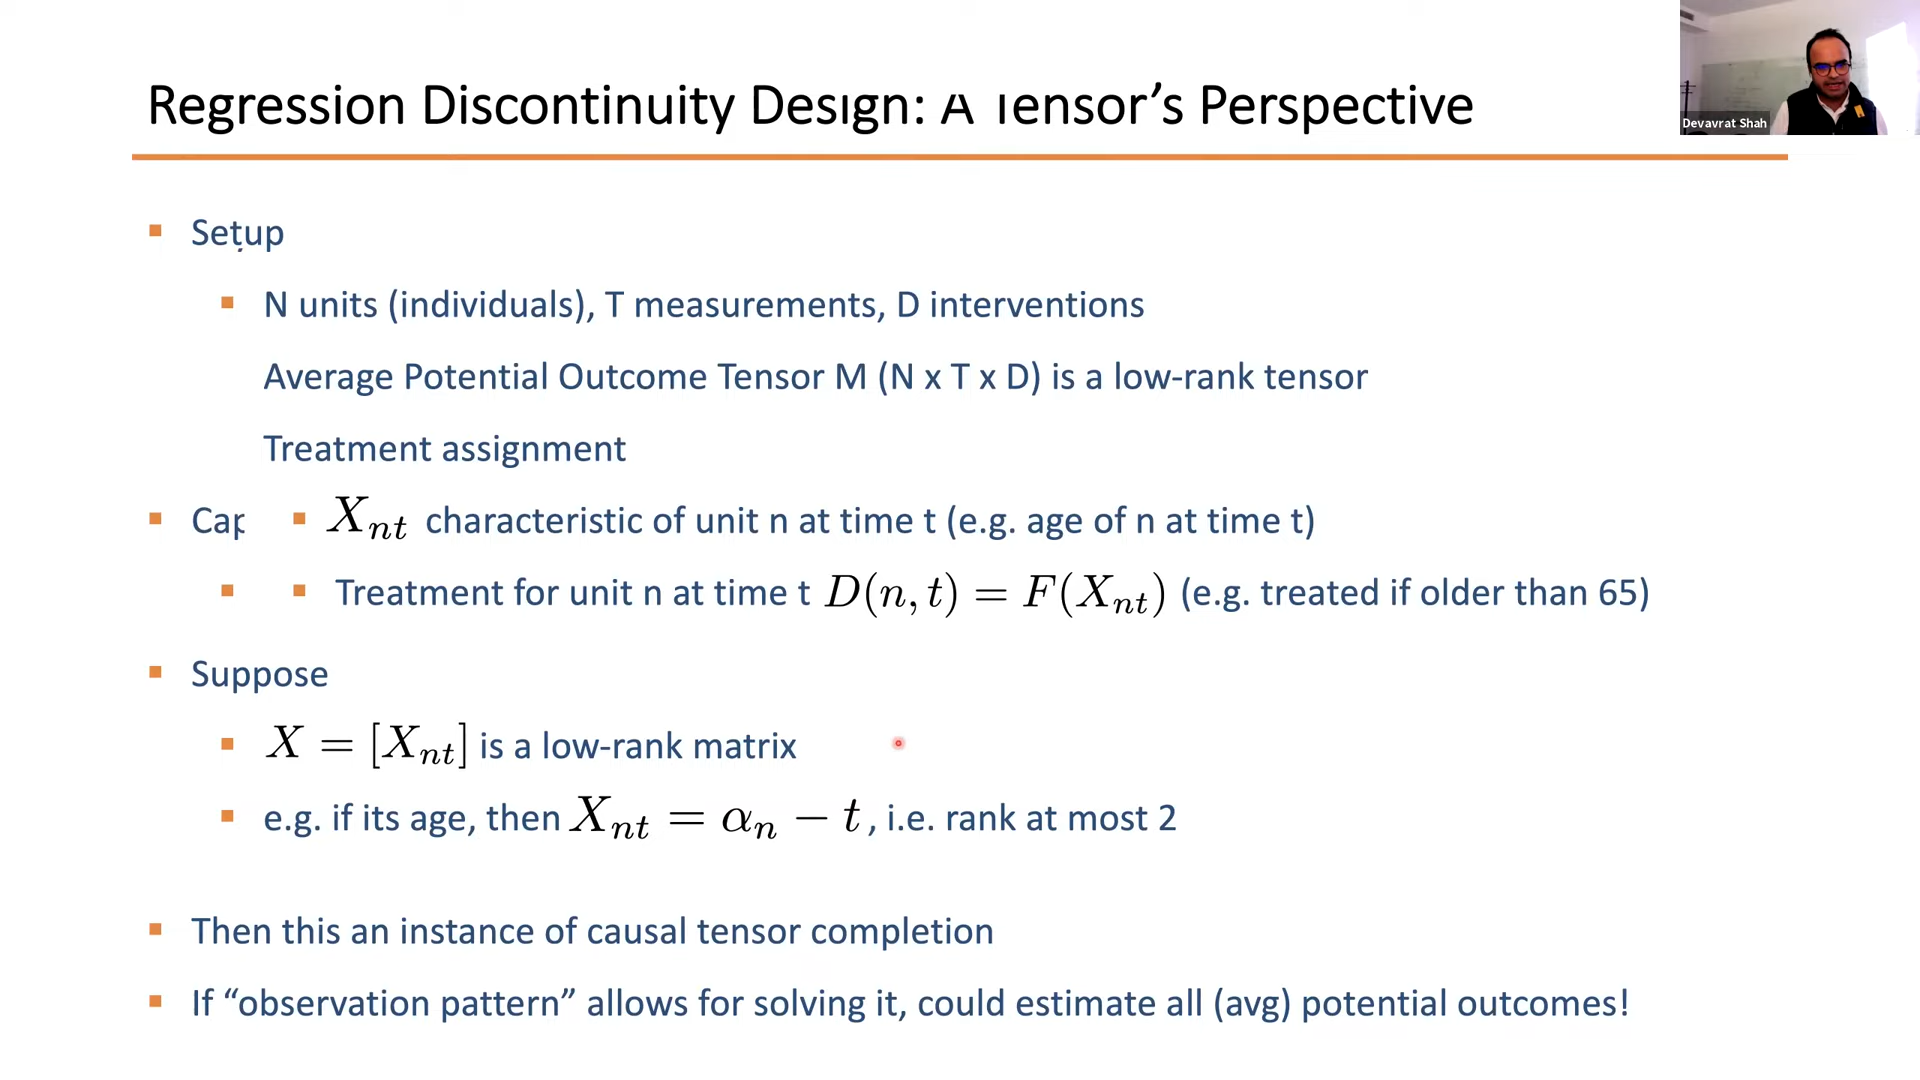 Regression Discontinuity Design: A Tensor's Perspective
Devavrat Shah
▪ Setup
▪ N units (individuals), T measurements, D interventions
Average Potential Outcome Tensor M (N x T x D) is a low-rank tensor
Treatment assignment
▪ Cap ▪ $X_{nt}$ characteristic of unit n at time t (e.g. age of n at time t)
▪ ▪ Treatment for unit n at time t $D(n, t) = F(X_{nt})$ (e.g. treated if older than 65)
▪ Suppose
▪ $X = [X_{nt}]$ is a low-rank matrix
▪ e.g. if its age, then $X_{nt} = \alpha_n - t$, i.e. rank at most 2
▪ Then this an instance of causal tensor completion
▪ If “observation pattern” allows for solving it, could estimate all (avg) potential outcomes!